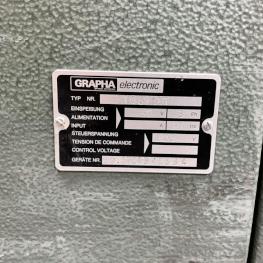 GRAPHA electronic
TYP NR.
EINSPEISUNG
ALIMENTATION
INPUT
STEUERSPANNUNG
TENSION DE COMMANDE
CONTROL VOLTAGE
GERÄTE NR.